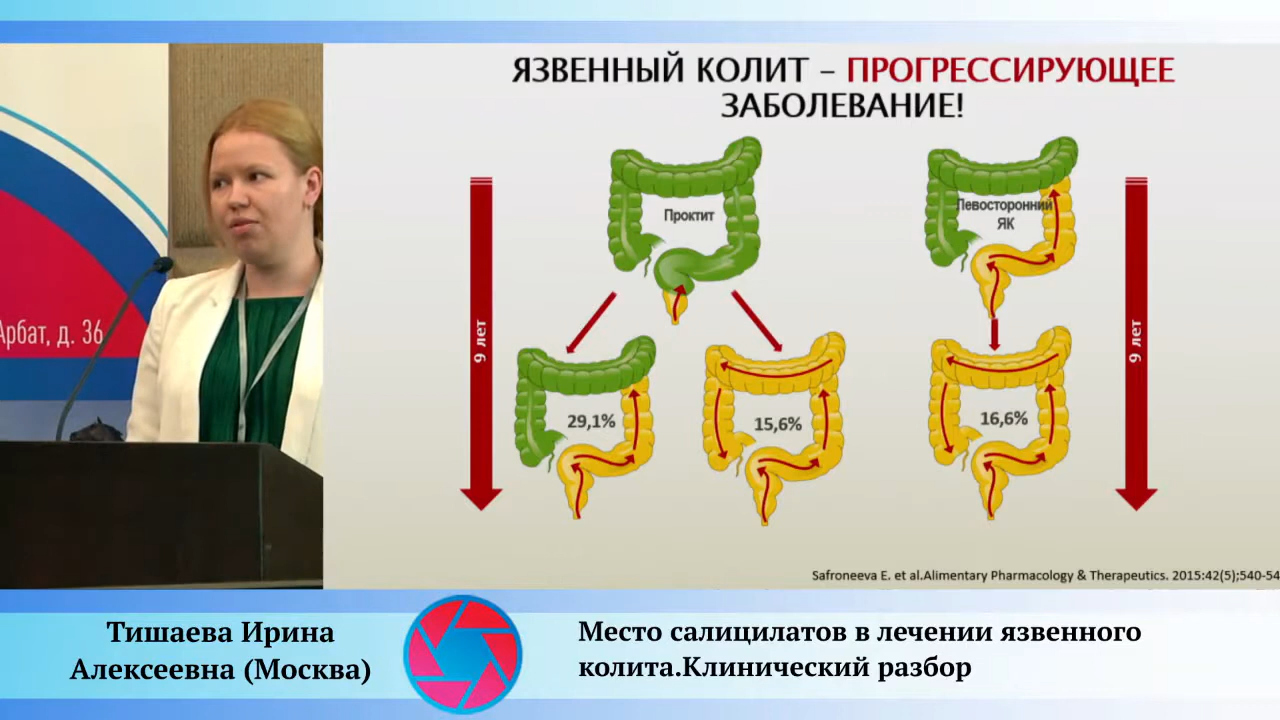 ЯЗВЕННЫЙ КОЛИТ – ПРОГРЕССИРУЮЩЕЕ
ЗАБОЛЕВАНИЕ!
Арбат, д. 36
9 лет
Проктит
Левосторонний
ЯК
9 лет
29,1%
15,6%
16,6%
Safroneeva E. et al.Alimentary Pharmacology & Therapeutics. 2015:42(5);540-54
Тишаева Ирина
Алексеевна (Москва)
Место салицилатов в лечении язвенного
колита.Клинический разбор